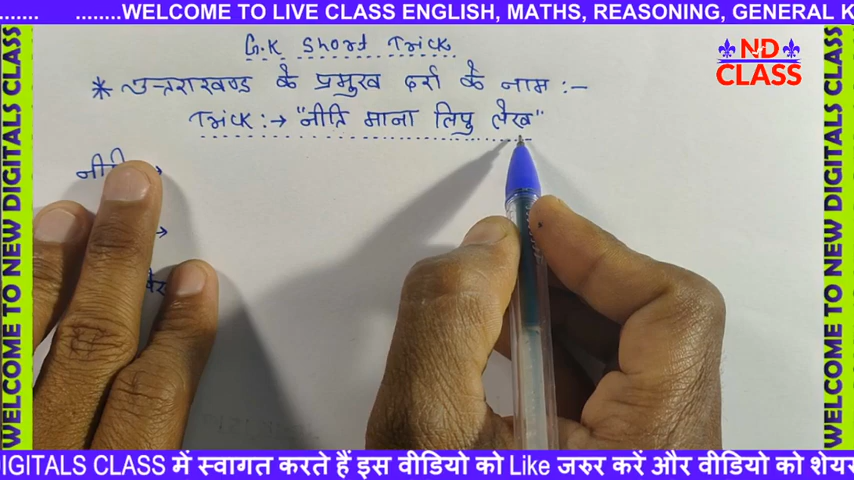 ........ ........WELCOME TO LIVE CLASS ENGLISH, MATHS, REASONING, GENERAL K
WELCOME TO NEW DIGITALS CLASS
G.K Short Trick
ND
CLASS
* उत्तराखण्ड के प्रमुख दर्रा के नाम :-
Trick :→ "नीति माना लिपु लेख"
→
→
WELCOME TO NEW DIGITALS CLASS
DIGITALS CLASS में स्वागत करते हैं इस वीडियो को Like जरुर करें और वीडियो को शेयर